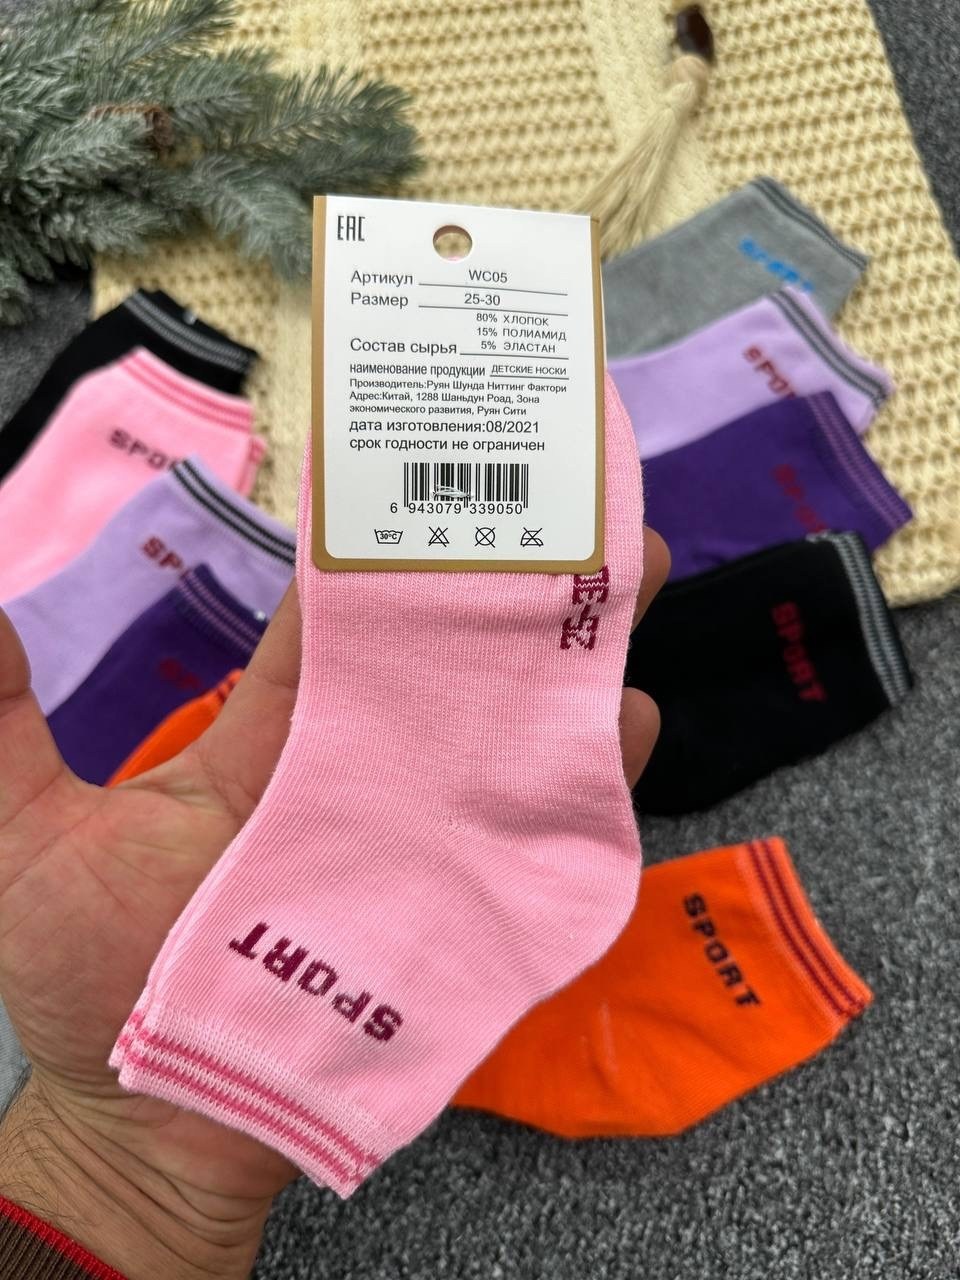 EAC
Артикул WC05
Размер 25-30
80% ХЛОПОК
15% ПОЛИАМИД
Состав сырья 5% ЭЛАСТАН
наименование продукции ДЕТСКИЕ НОСКИ
Производитель:Руян Шунда Ниттинг Фактори
Адрес:Китай, 1288 Шаньдун Роад, Зона
экономического развития, Руян Сити
дата изготовления:08/2021
срок годности не ограничен
6 943079 339050
30°C
SPORT
SPORT
SPORT
SPORT
SPORT
SPORT